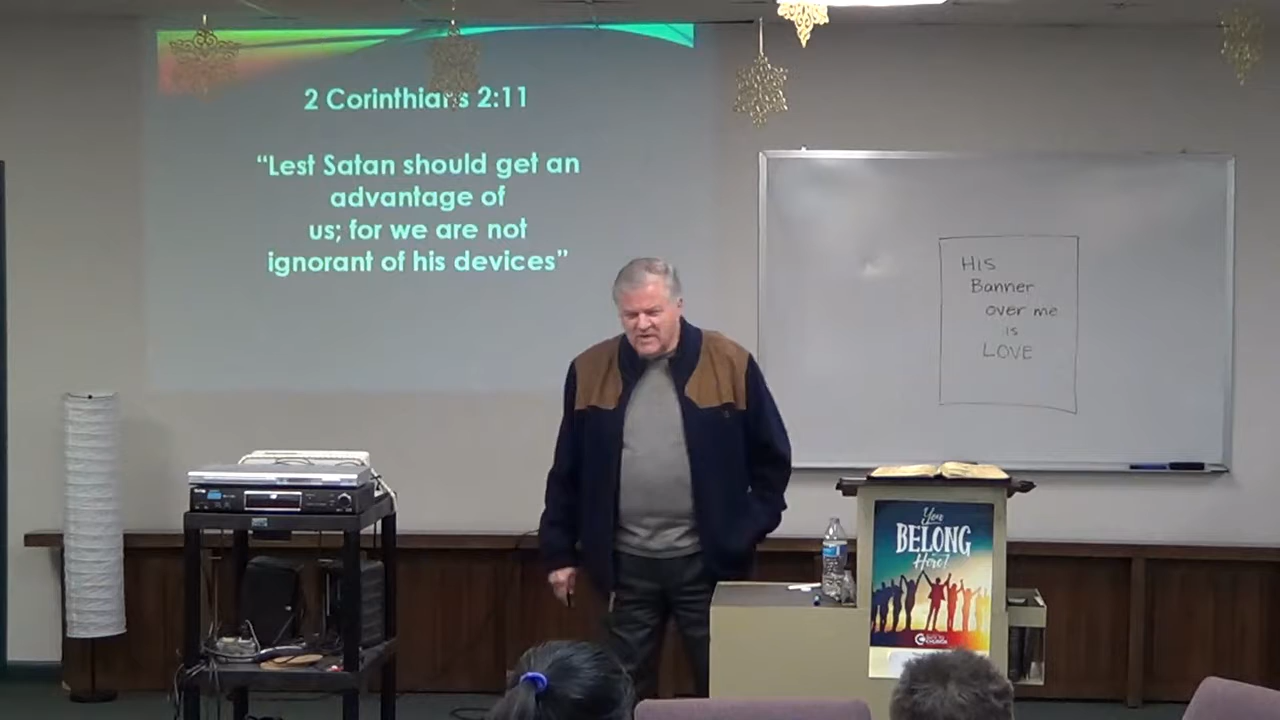 2 Corinthians 2:11
“Lest Satan should get an
advantage of
us; for we are not
ignorant of his devices”
HIS
Banner
over me
is
LOVE
You
BELONG
Here!
CHURCH